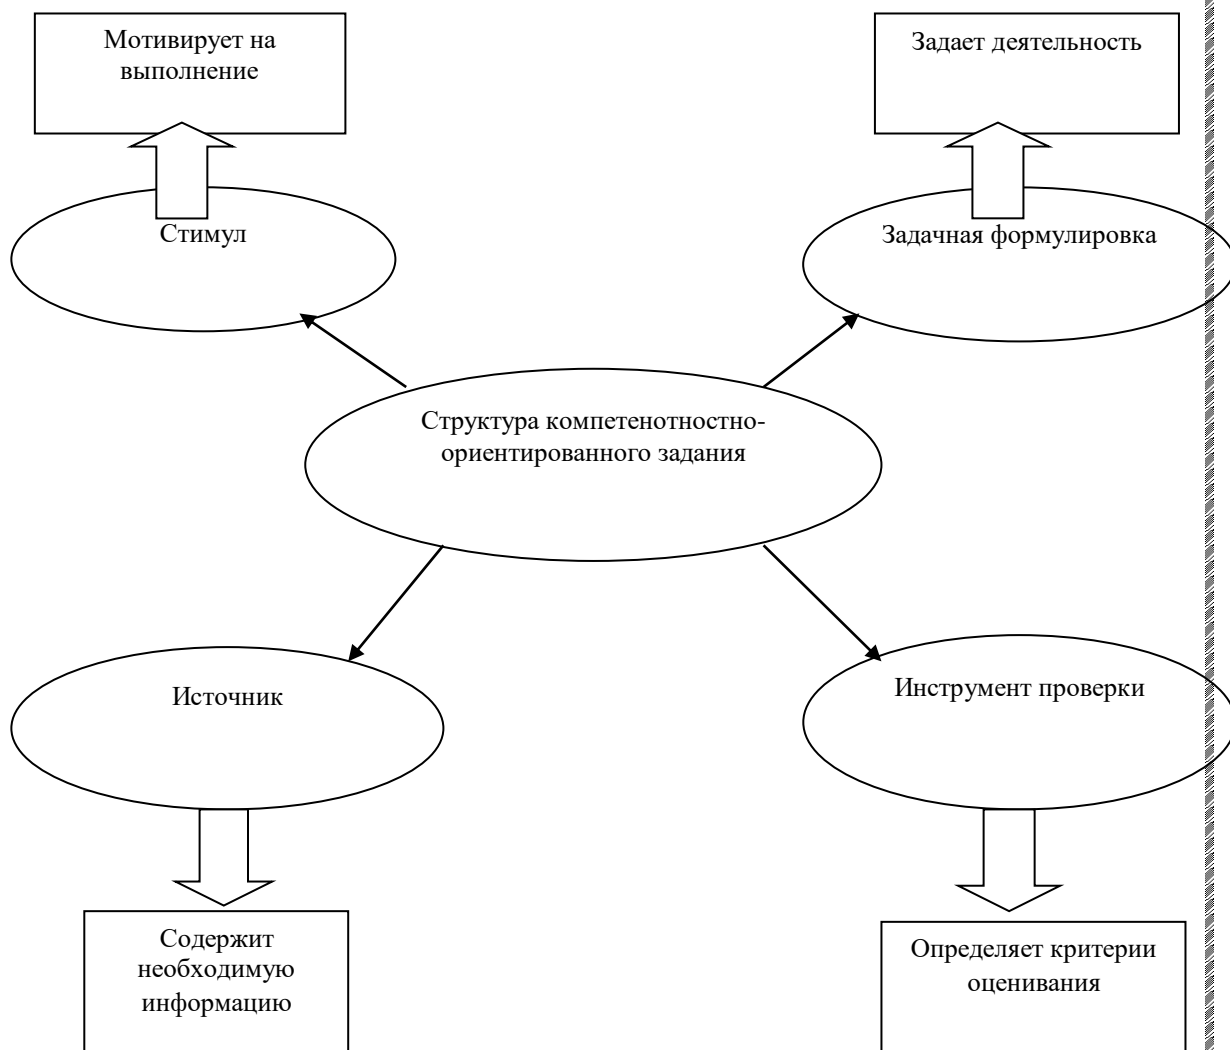 Мотивирует на
выполнение
Задает деятельность
Стимул
Задачная формулировка
Структура компетенотностно-
ориентированного задания
Источник
Инструмент проверки
Содержит
необходимую
информацию
Определяет критерии
оценивания